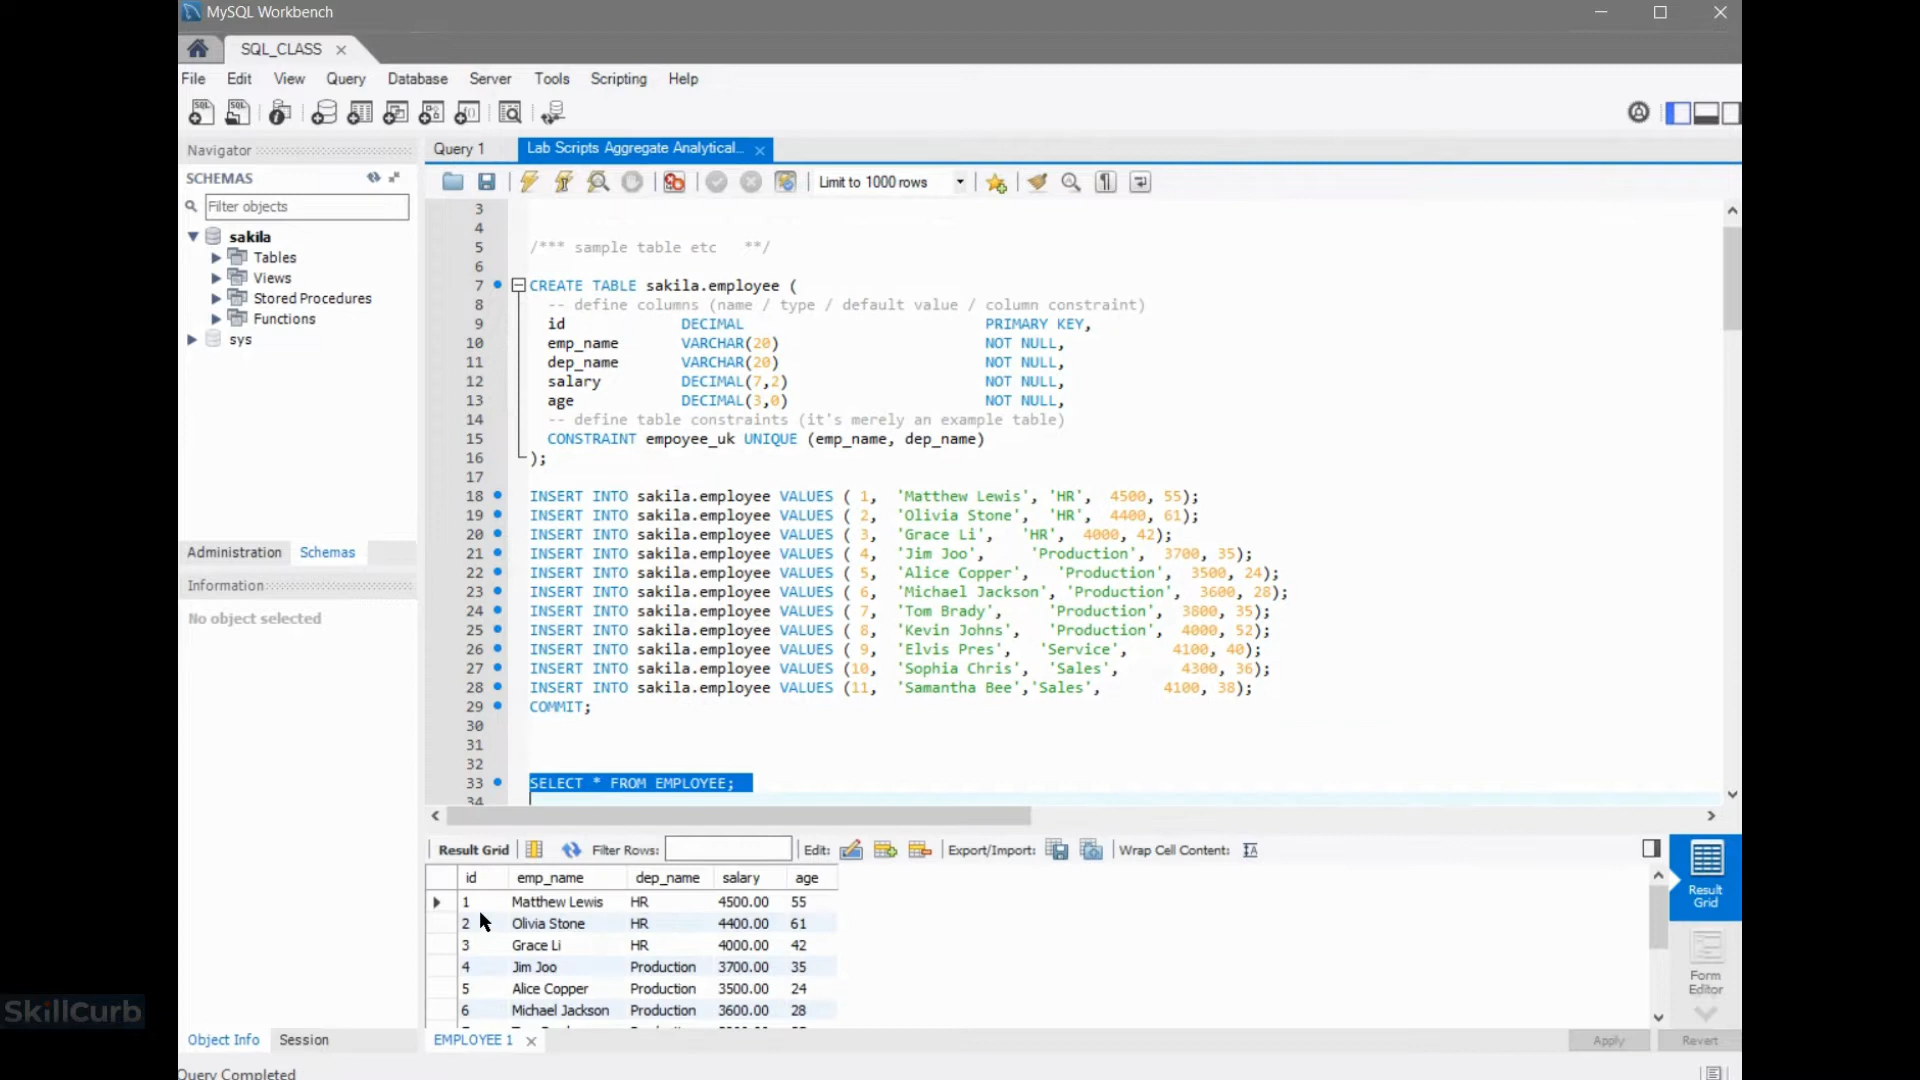 MySQL Workbench
SQL_CLASS
File Edit View Query Database Server Tools Scripting Help
Navigator
SCHEMAS
Filter objects
sakila
Tables
Views
Stored Procedures
Functions
sys
Administration Schemas
Information
No object selected
Object Info Session
Query Completed
SkillCurb
Query 1 Lab Scripts Aggregate Analytical...
Limit to 1000 rows
3
4
5 /*** sample table etc **/
6
7 CREATE TABLE sakila.employee (
8 -- define columns (name / type / default value / column constraint)
9 id DECIMAL PRIMARY KEY,
10 emp_name VARCHAR(20) NOT NULL,
11 dep_name VARCHAR(20) NOT NULL,
12 salary DECIMAL(7,2) NOT NULL,
13 age DECIMAL(3,0) NOT NULL,
14 -- define table constraints (it's merely an example table)
15 CONSTRAINT empoyee_uk UNIQUE (emp_name, dep_name)
16 );
17
18 INSERT INTO sakila.employee VALUES ( 1, 'Matthew Lewis', 'HR', 4500, 55);
19 INSERT INTO sakila.employee VALUES ( 2, 'Olivia Stone', 'HR', 4400, 61);
20 INSERT INTO sakila.employee VALUES ( 3, 'Grace Li', 'HR', 4000, 42);
21 INSERT INTO sakila.employee VALUES ( 4, 'Jim Joo', 'Production', 3700, 35);
22 INSERT INTO sakila.employee VALUES ( 5, 'Alice Copper', 'Production', 3500, 24);
23 INSERT INTO sakila.employee VALUES ( 6, 'Michael Jackson', 'Production', 3600, 28);
24 INSERT INTO sakila.employee VALUES ( 7, 'Tom Brady', 'Production', 3800, 35);
25 INSERT INTO sakila.employee VALUES ( 8, 'Kevin Johns', 'Production', 4000, 52);
26 INSERT INTO sakila.employee VALUES ( 9, 'Elvis Pres', 'Service', 4100, 40);
27 INSERT INTO sakila.employee VALUES (10, 'Sophia Chris', 'Sales', 4300, 36);
28 INSERT INTO sakila.employee VALUES (11, 'Samantha Bee','Sales', 4100, 38);
29 COMMIT;
30
31
32
33 SELECT * FROM EMPLOYEE;
34
Result Grid Filter Rows: Edit: Export/Import: Wrap Cell Content:
id emp_name dep_name salary age
1 Matthew Lewis HR 4500.00 55
2 Olivia Stone HR 4400.00 61
3 Grace Li HR 4000.00 42
4 Jim Joo Production 3700.00 35
5 Alice Copper Production 3500.00 24
6 Michael Jackson Production 3600.00 28
Result
Grid
Form
Editor
EMPLOYEE 1
Apply Revert